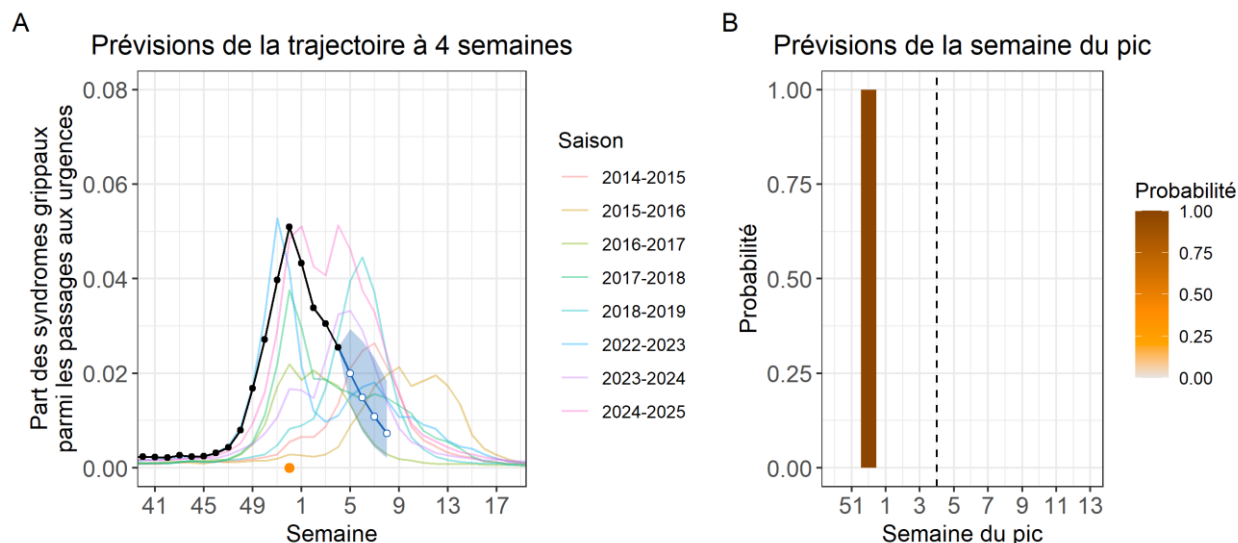 A
Prévisions de la trajectoire à 4 semaines
Part des syndromes grippaux
parmi les passages aux urgences
0.08
0.06
0.04
0.02
0.00
41 45 49 1 5 9 13 17
Semaine
Saison
2014-2015
2015-2016
2016-2017
2017-2018
2018-2019
2022-2023
2023-2024
2024-2025
B
Prévisions de la semaine du pic
Probabilité
1.00
0.75
0.50
0.25
0.00
51 1 3 5 7 9 11 13
Semaine du pic
Probabilité
1.00
0.75
0.50
0.25
0.00